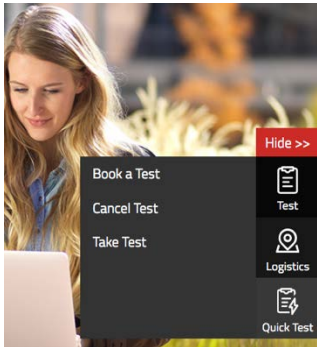 Hide >>
Book a Test
Cancel Test
Take Test
Test
Logistics
Quick Test